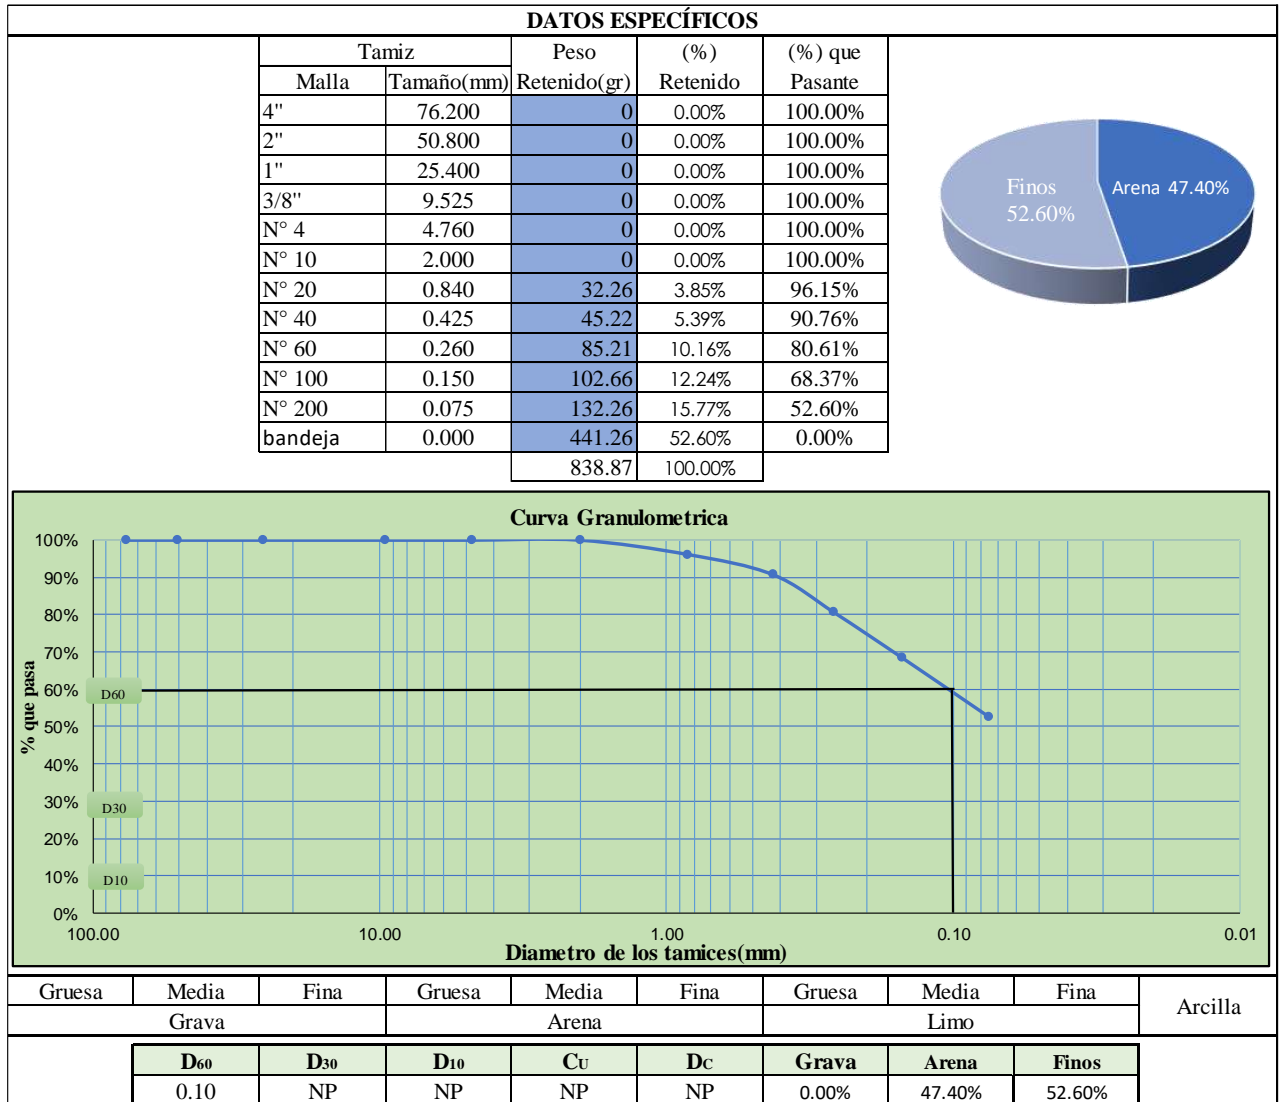 DATOS ESPECÍFICOS
Tamiz Peso (%) (%) que
Malla Tamaño(mm) Retenido(gr) Retenido Pasante
4" 76.200 0 0.00% 100.00%
2" 50.800 0 0.00% 100.00%
1" 25.400 0 0.00% 100.00%
3/8" 9.525 0 0.00% 100.00%
N° 4 4.760 0 0.00% 100.00%
N° 10 2.000 0 0.00% 100.00%
N° 20 0.840 32.26 3.85% 96.15%
N° 40 0.425 45.22 5.39% 90.76%
N° 60 0.260 85.21 10.16% 80.61%
N° 100 0.150 102.66 12.24% 68.37%
N° 200 0.075 132.26 15.77% 52.60%
bandeja 0.000 441.26 52.60% 0.00%
838.87 100.00%
Finos
52.60%
Arena 47.40%
Curva Granulometrica
% que pasa
100%
90%
80%
70%
60%
50%
40%
30%
20%
10%
0%
D60
D30
D10
100.00 10.00 1.00 0.10 0.01
Diametro de los tamices(mm)
Gruesa Media Fina Gruesa Media Fina Gruesa Media Fina Arcilla
Grava Arena Limo
D60 D30 D10 CU DC Grava Arena Finos
0.10 NP NP NP NP 0.00% 47.40% 52.60%